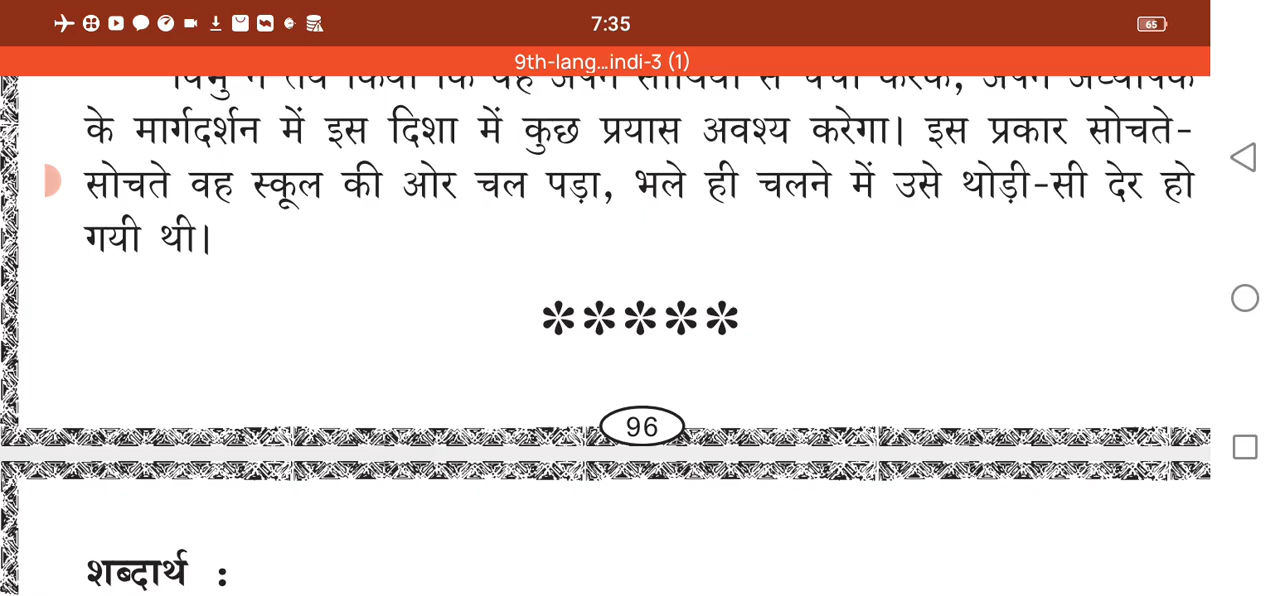 7:35
65
9th-lang...indi-3 (1)
के मार्गदर्शन में इस दिशा में कुछ प्रयास अवश्य करेगा। इस प्रकार सोचते-
सोचते वह स्कूल की ओर चल पड़ा, भले ही चलने में उसे थोड़ी-सी देर हो
गयी थी।
*****
96
शब्दार्थ :